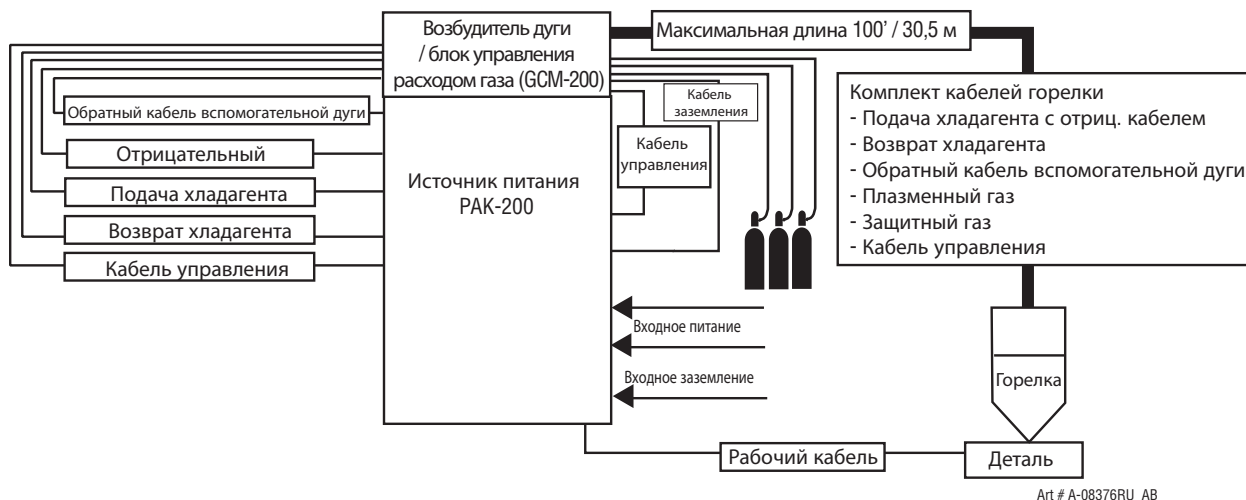 Возбудитель дуги
/ блок управления
расходом газа (GCM-200)
Максимальная длина 100' / 30,5 м
Обратный кабель вспомогательной дуги
Отрицательный
Подача хладагента
Возврат хладагента
Кабель управления
Источник питания
РАК-200
Кабель
заземления
Кабель
управления
Комплект кабелей горелки
- Подача хладагента с отриц. кабелем
- Возврат хладагента
- Обратный кабель вспомогательной дуги
- Плазменный газ
- Защитный газ
- Кабель управления
Входное питание
Входное заземление
Горелка
Рабочий кабель
Деталь
Art # A-08376RU_AB